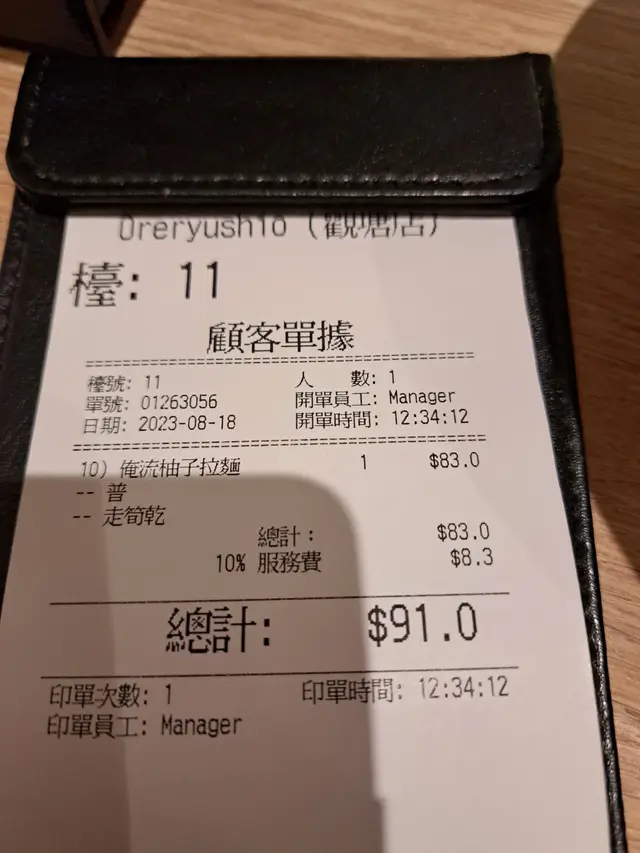 Oreryushio (觀塘店)
檯: 11
顧客單據
檯號: 11 人 數: 1
單號: 01263056 開單員工: Manager
日期: 2023-08-18 開單時間: 12:34:12
10) 俺流柚子拉麵 1 $83.0
-- 普
-- 走筍乾
總計: $83.0
10% 服務費 $8.3
總計: $91.0
印單次數: 1 印單時間: 12:34:12
印單員工: Manager